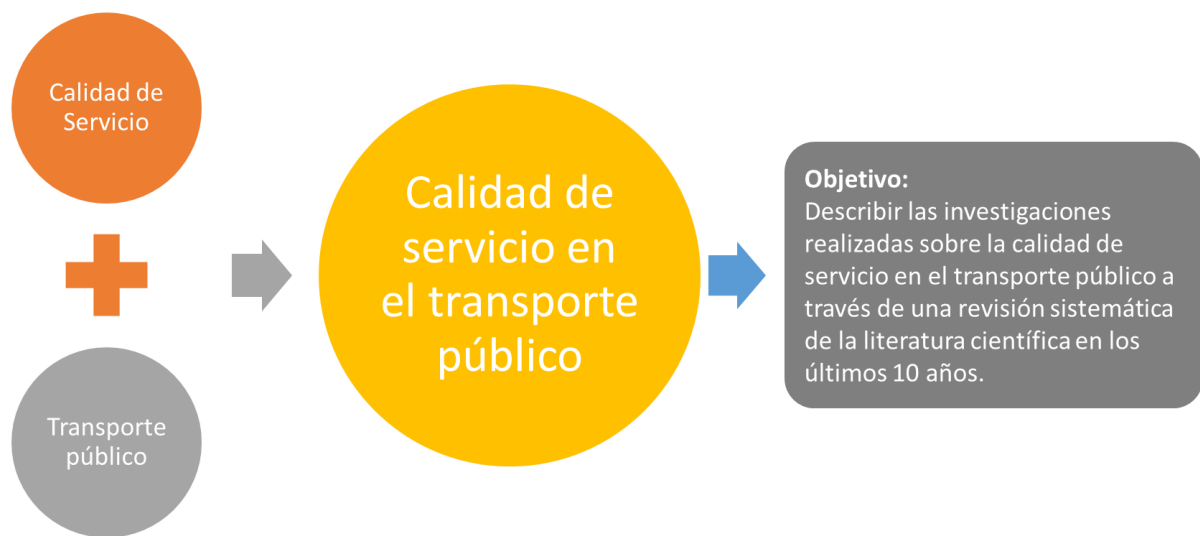 Calidad de
Servicio
Transporte
público
Calidad de
servicio en
el transporte
público
Objetivo:
Describir las investigaciones
realizadas sobre la calidad de
servicio en el transporte público a
través de una revisión sistemática
de la literatura científica en los
últimos 10 años.